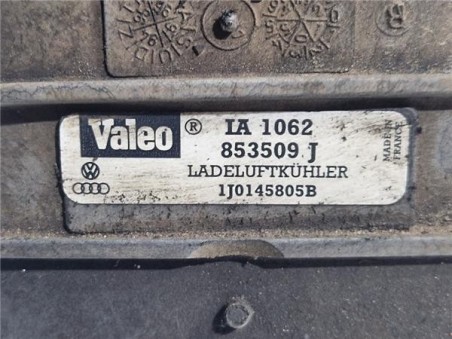 Valeo ® IA 1062
853509 J
LADELUFTKÜHLER
1J0145805B
MADE IN
FRANCE